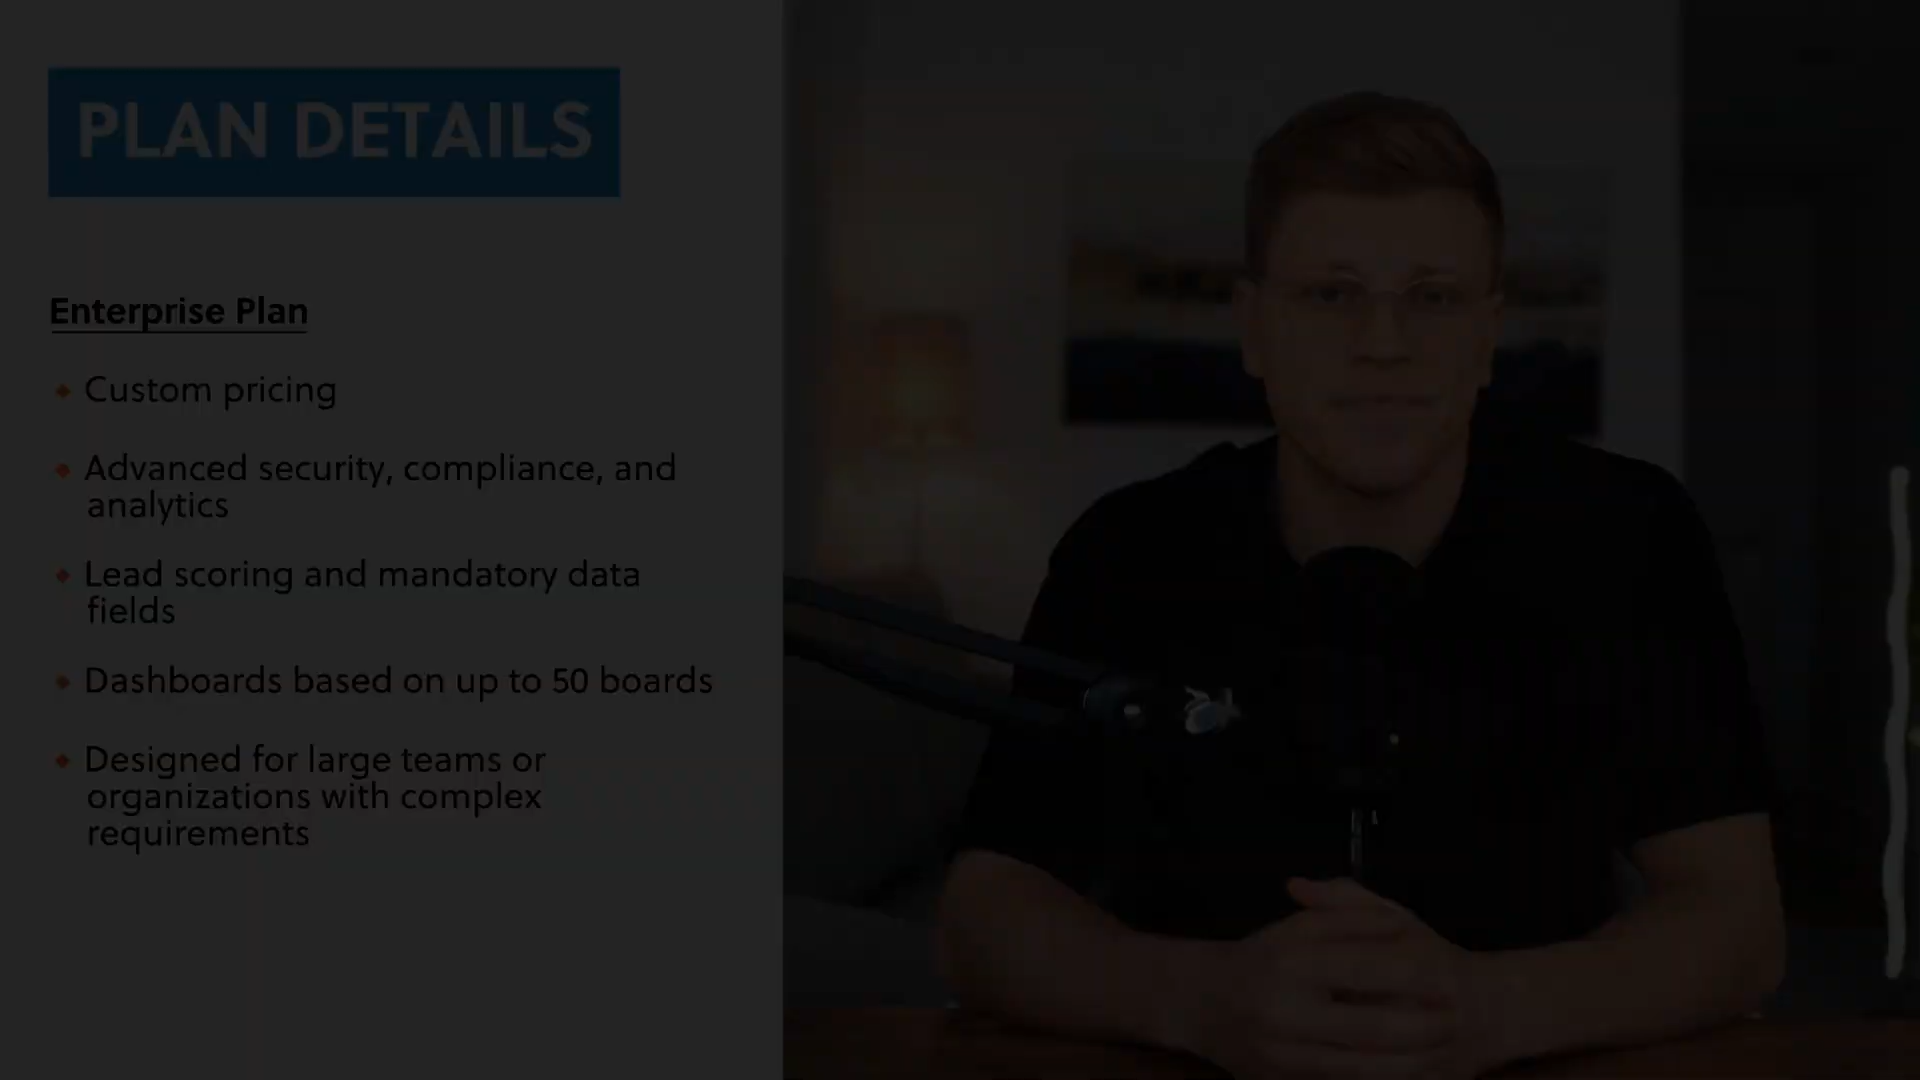 PLAN DETAILS
Enterprise Plan
Custom pricing
Advanced security, compliance, and
analytics
Lead scoring and mandatory data
fields
Dashboards based on up to 50 boards
Designed for large teams or
organizations with complex
requirements